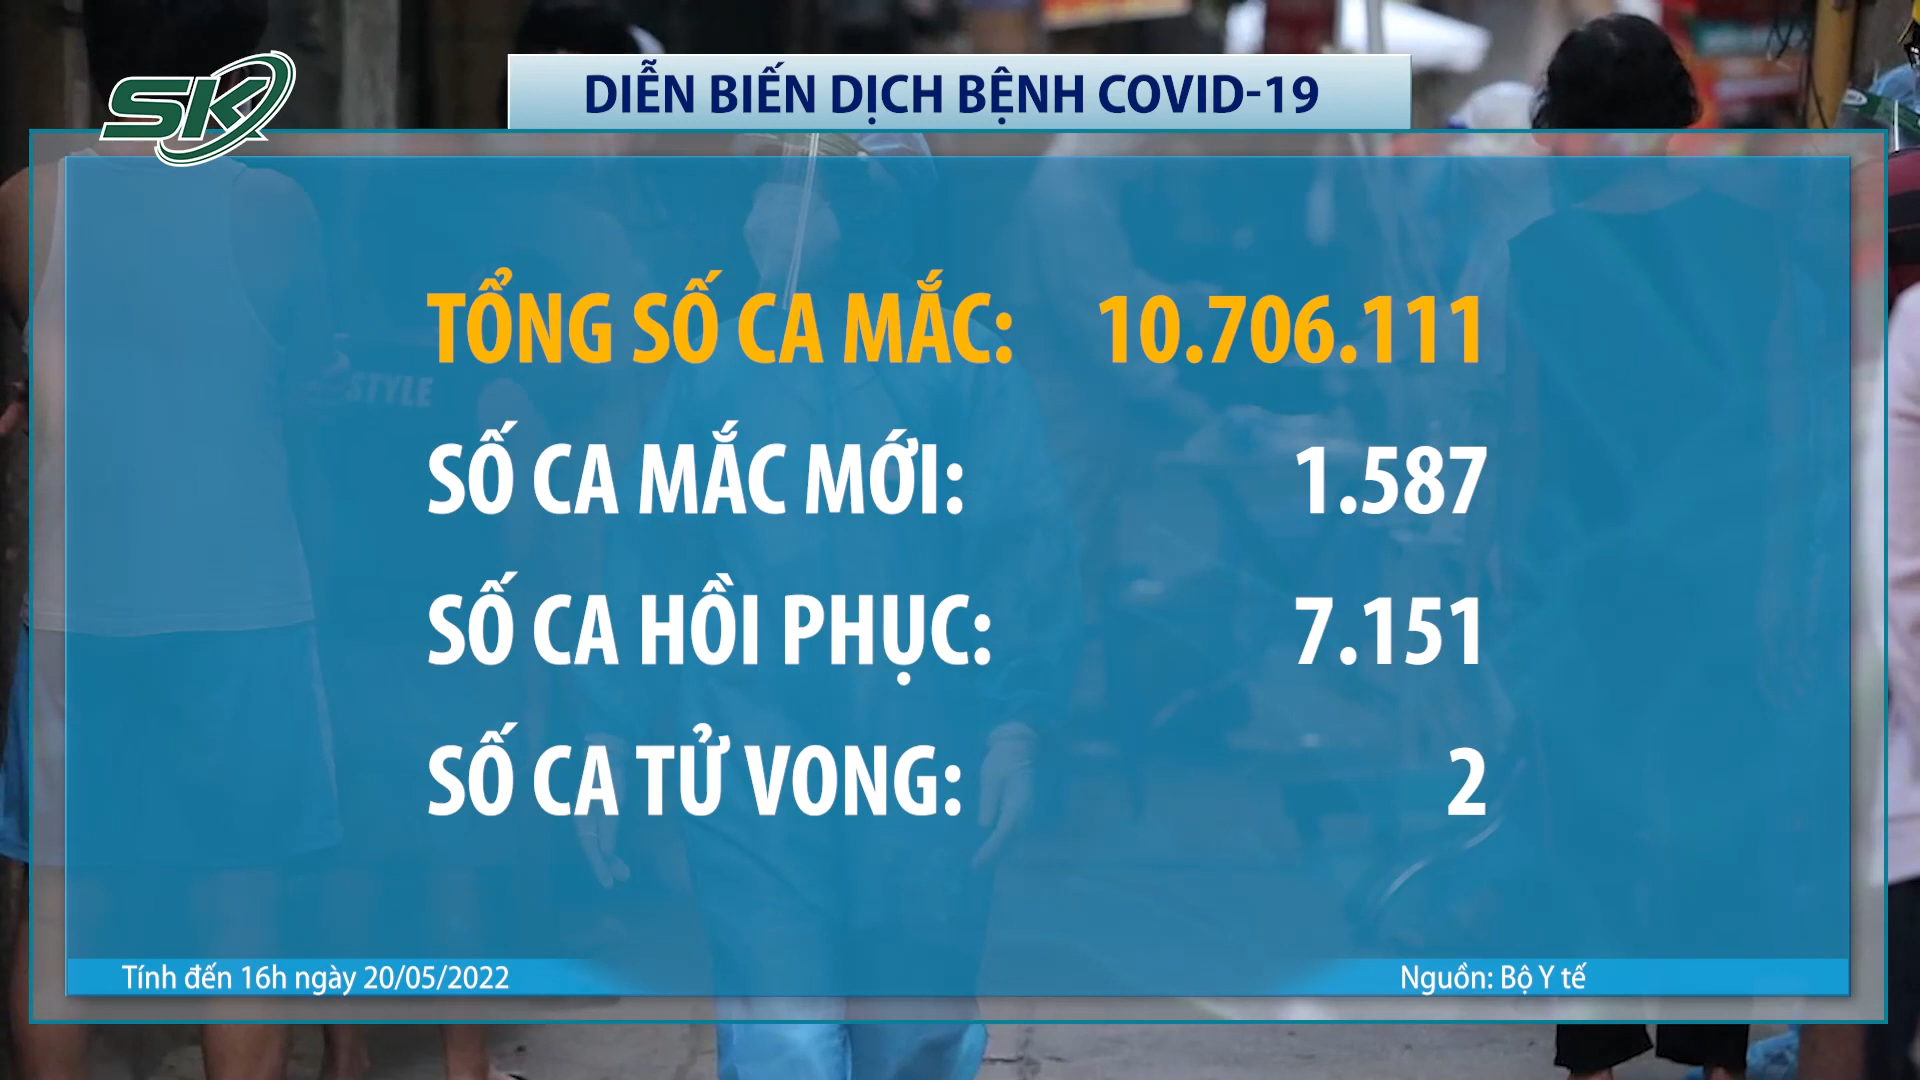 SK
DIỄN BIẾN DỊCH BỆNH COVID-19
TỔNG SỐ CA MẮC: 10.706.111
STYLE
SỐ CA MẮC MỚI: 1.587
SỐ CA HỒI PHỤC: 7.151
SỐ CA TỬ VONG: 2
Tính đến 16h ngày 20/05/2022
Nguồn: Bộ Y tế